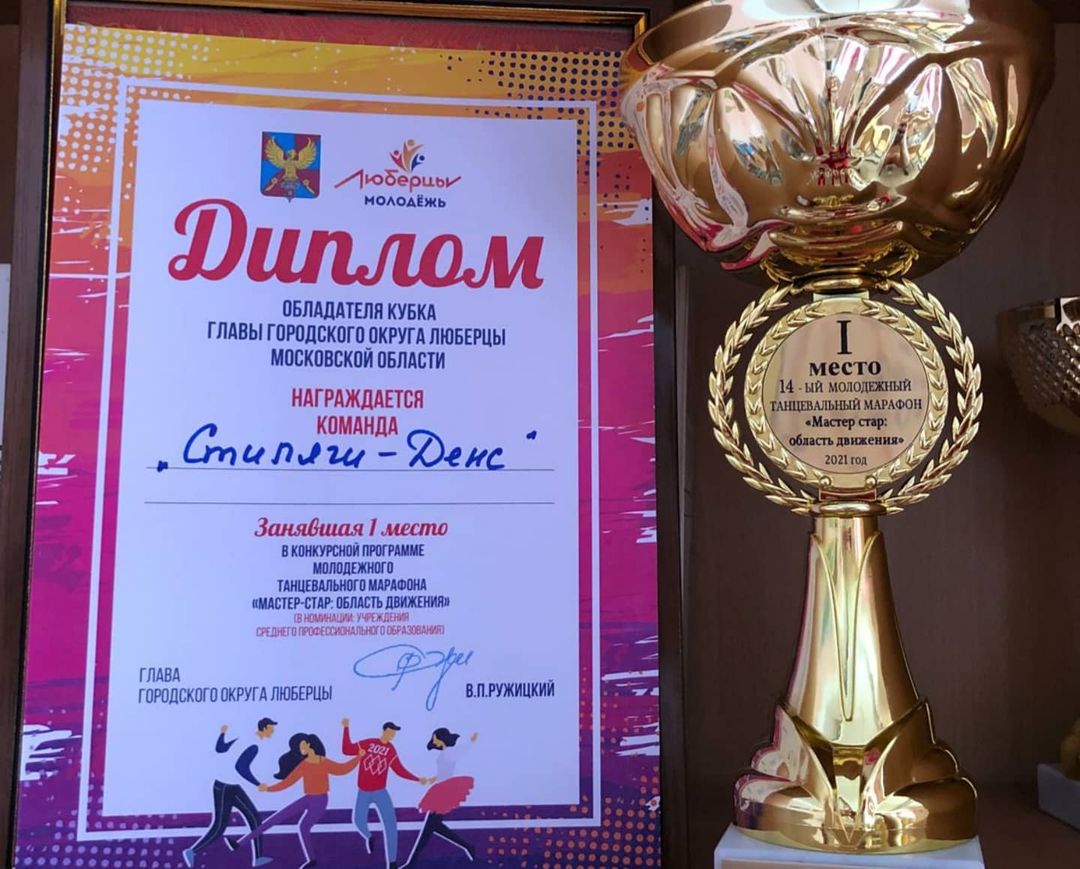 Люберцы
МОЛОДЁЖЬ
Диплом
ОБЛАДАТЕЛЯ КУБКА
ГЛАВЫ ГОРОДСКОГО ОКРУГА ЛЮБЕРЦЫ
МОСКОВСКОЙ ОБЛАСТИ
НАГРАЖДАЕТСЯ
КОМАНДА
„Стиляги - Денс"
Занявшая 1 место
В КОНКУРСНОЙ ПРОГРАММЕ
МОЛОДЕЖНОГО
ТАНЦЕВАЛЬНОГО МАРАФОНА
«МАСТЕР-СТАР: ОБЛАСТЬ ДВИЖЕНИЯ»
(В НОМИНАЦИИ: УЧРЕЖДЕНИЯ
СРЕДНЕГО ПРОФЕССИОНАЛЬНОГО ОБРАЗОВАНИЯ)
ГЛАВА
ГОРОДСКОГО ОКРУГА ЛЮБЕРЦЫ
В.П.РУЖИЦКИЙ
2021
I
место
14 - ЫЙ МОЛОДЕЖНЫЙ
ТАНЦЕВАЛЬНЫЙ МАРАФОН
«Мастер стар:
область движения»
2021 год